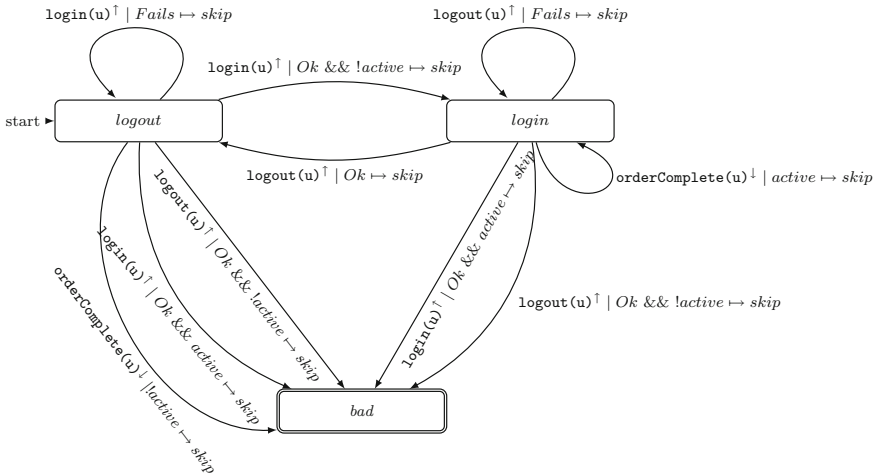 login(u)↑ | Fails ↦ skip
logout(u)↑ | Fails ↦ skip
login(u)↑ | Ok && !active ↦ skip
start
logout
login
logout(u)↑ | Ok ↦ skip
orderComplete(u)↓ | active ↦ skip
logout(u)↑ | Ok && !active ↦ skip
login(u)↑ | Ok && active ↦ skip
orderComplete(u)↓ |!active ↦ skip
login(u)↑ | Ok && active ↦ skip
logout(u)↑ | Ok && !active ↦ skip
bad